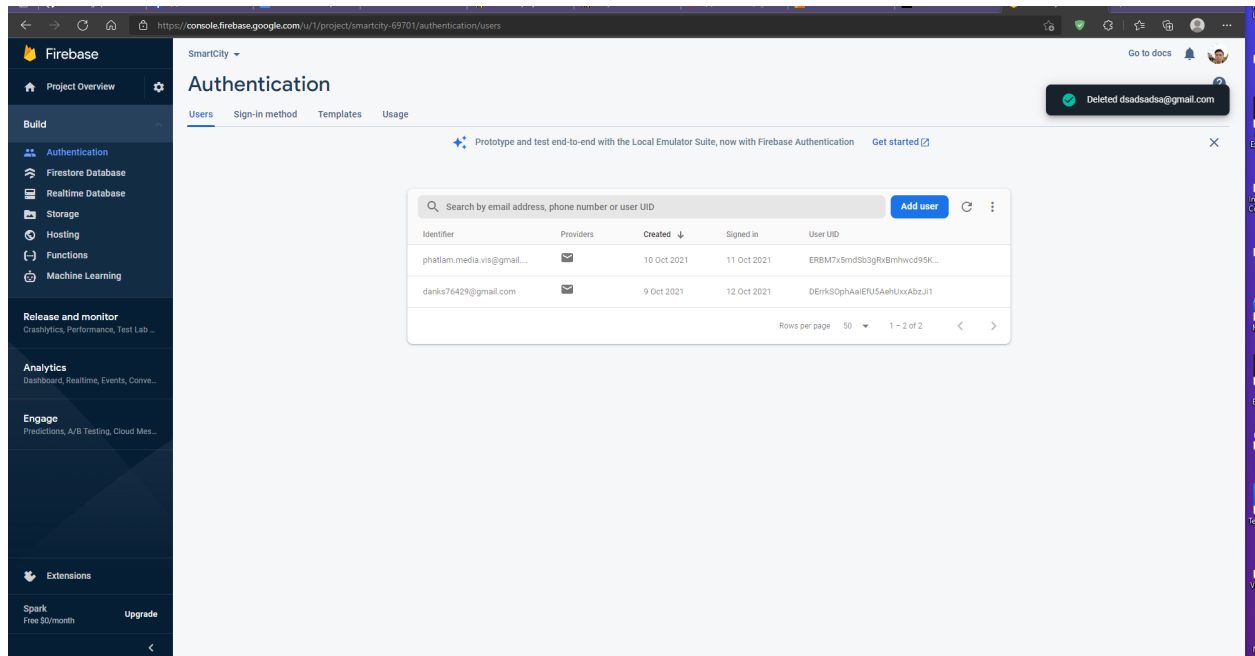 https://console.firebase.google.com/u/1/project/smartcity-69701/authentication/users
Firebase
Project Overview
Build
Authentication
Firestore Database
Realtime Database
Storage
Hosting
Functions
Machine Learning
Release and monitor
Crashlytics, Performance, Test Lab ...
Analytics
Dashboard, Realtime, Events, Conve...
Engage
Predictions, A/B Testing, Cloud Mes...
Extensions
Spark
Free $0/month
Upgrade
SmartCity
Go to docs
Authentication
Deleted dsadsadsa@gmail.com
Users Sign-in method Templates Usage
Prototype and test end-to-end with the Local Emulator Suite, now with Firebase Authentication Get started
Search by email address, phone number or user UID
Add user
Identifier Providers Created Signed in User UID
phatlam.media.vis@gmail.... 10 Oct 2021 11 Oct 2021 ERBM7x5mdSb3gRxBmhwcd95K...
danks76429@gmail.com 9 Oct 2021 12 Oct 2021 DErrkSOphAaIEfU5AehUxxAbzJi1
Rows per page 50 1 – 2 of 2